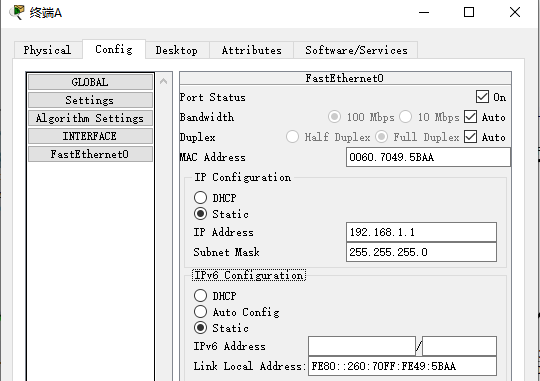 终端A
Physical Config Desktop Attributes Software/Services
GLOBAL
Settings
Algorithm Settings
INTERFACE
FastEthernet0
FastEthernet0
Port Status On
Bandwidth 100 Mbps 10 Mbps Auto
Duplex Half Duplex Full Duplex Auto
MAC Address 0060.7049.5BAA
IP Configuration
DHCP
Static
IP Address 192.168.1.1
Subnet Mask 255.255.255.0
IPv6 Configuration
DHCP
Auto Config
Static
IPv6 Address /
Link Local Address: FE80::260:70FF:FE49:5BAA